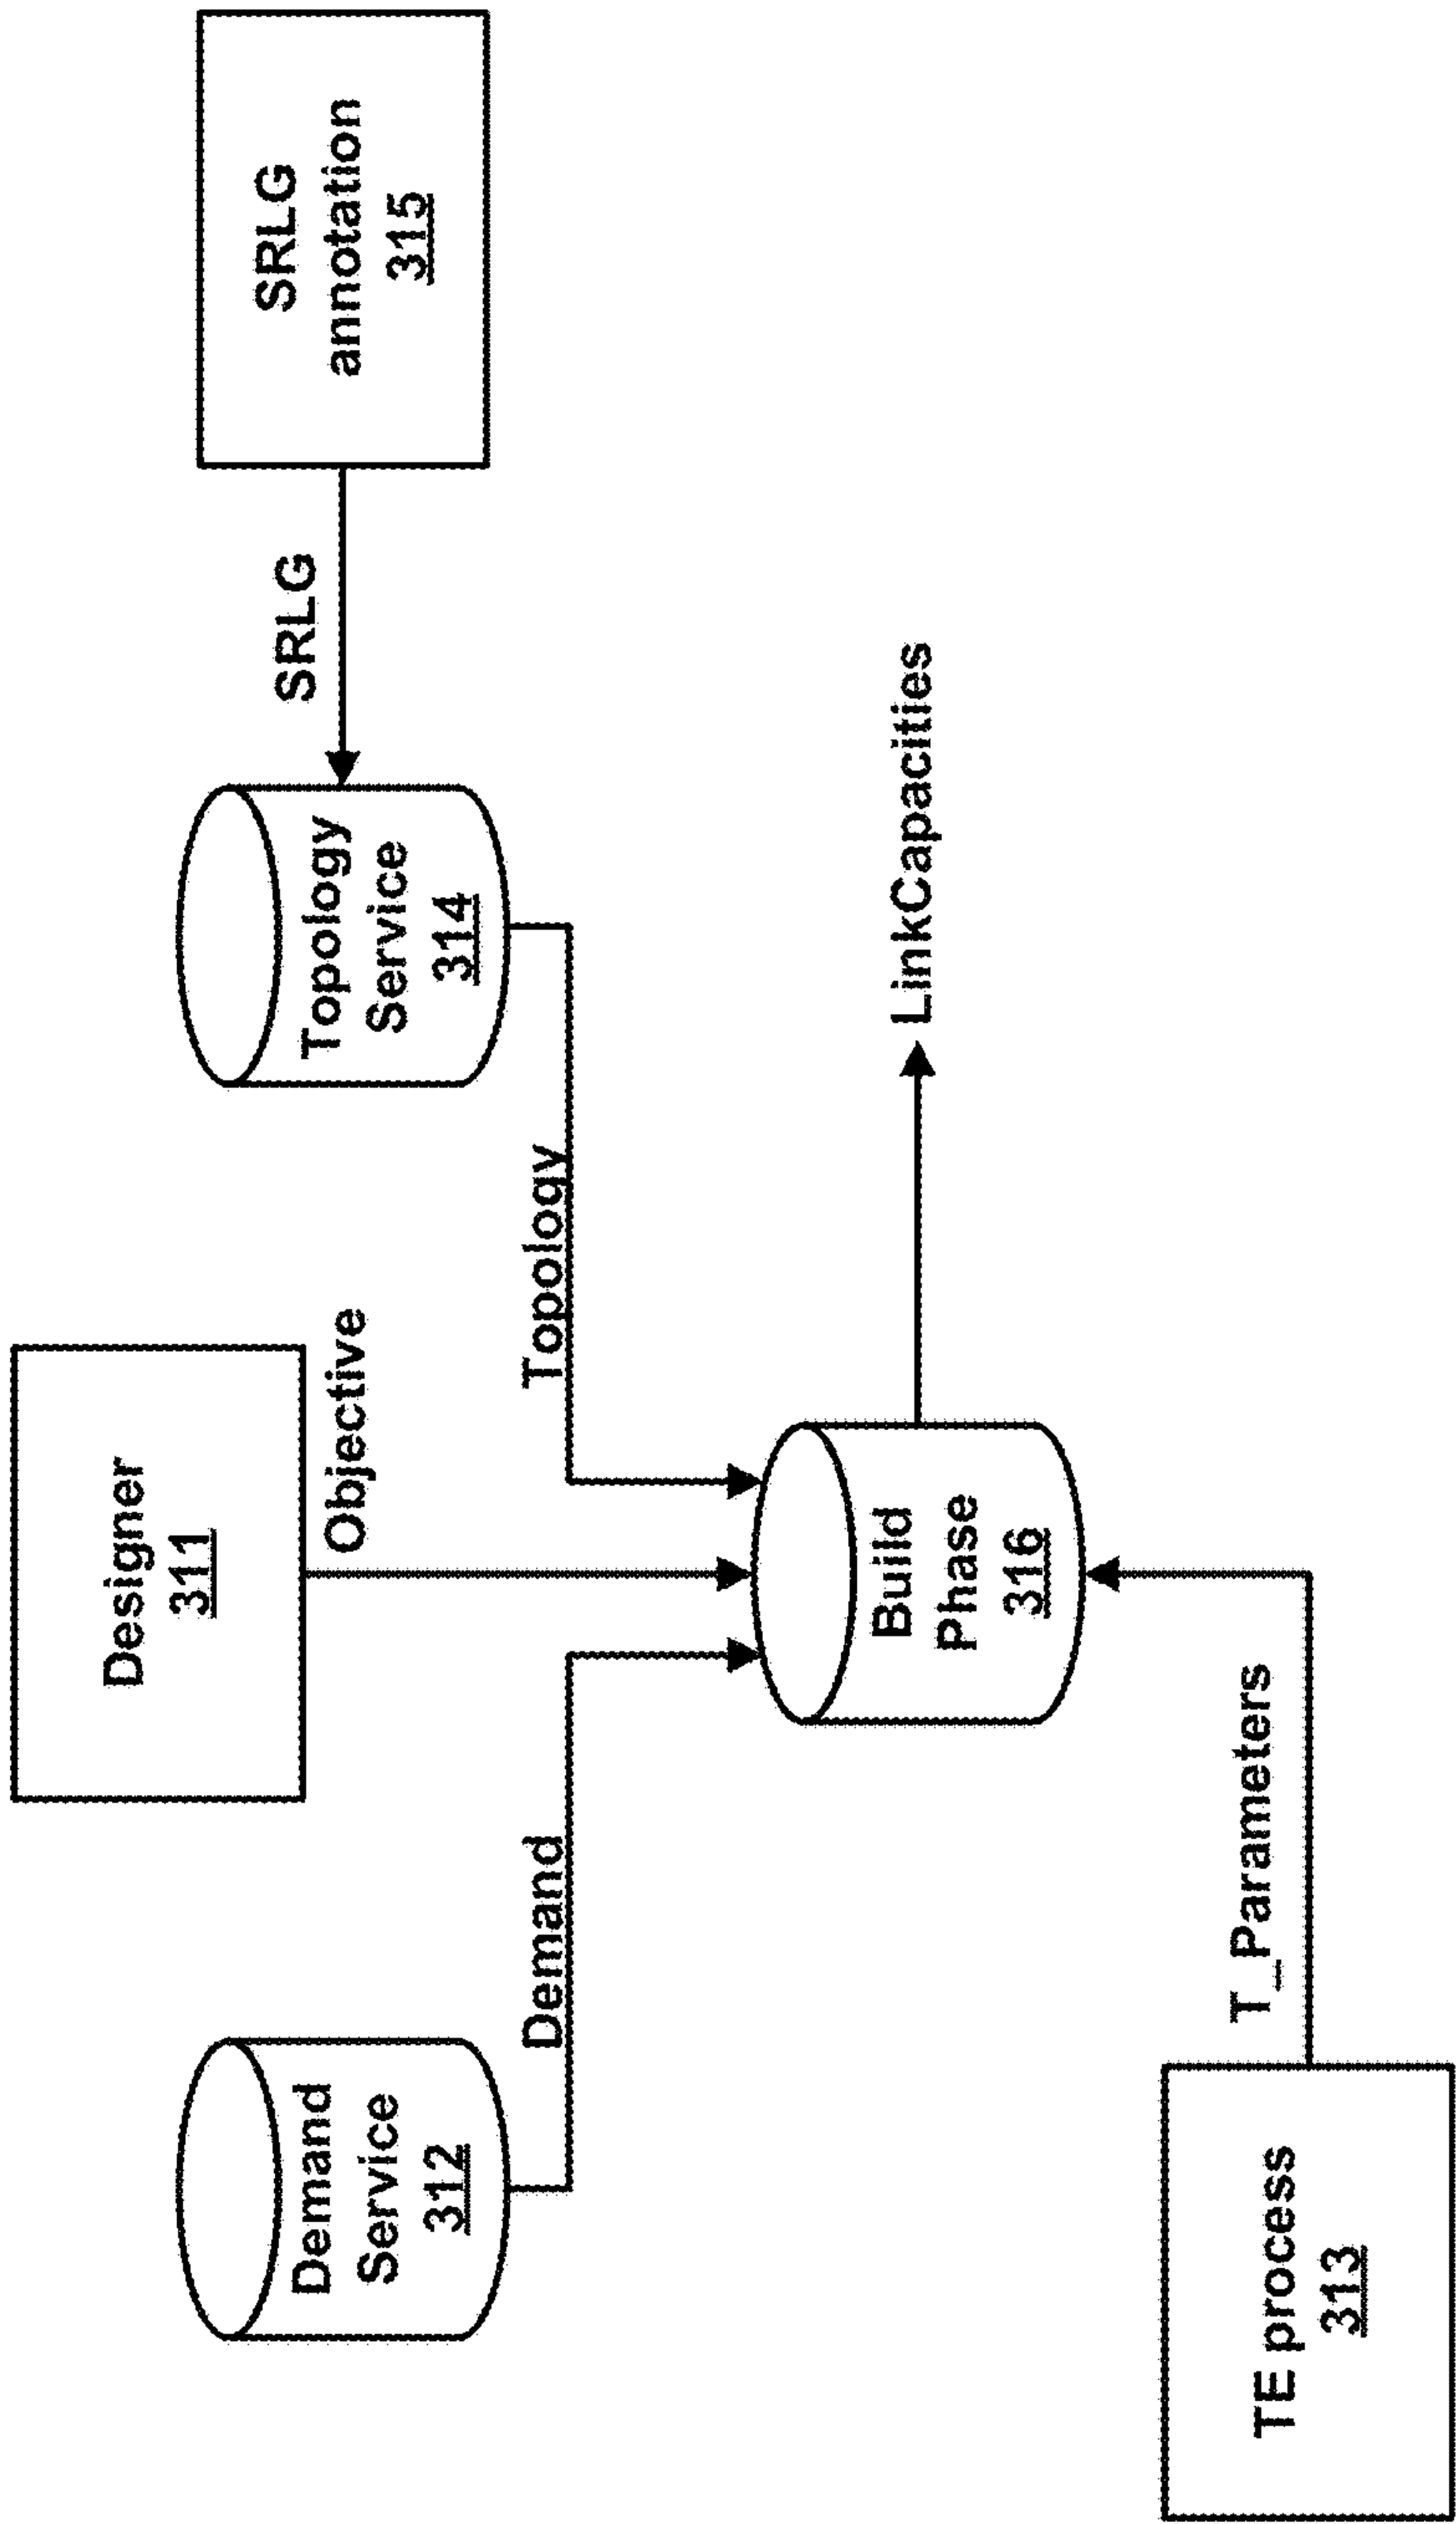 Designer
311
Objective
Demand
Service
312
Demand
Topology
Topology
Service
314
SRLG
SRLG
annotation
315
Build
Phase
316
LinkCapacities
T_Parameters
TE process
313